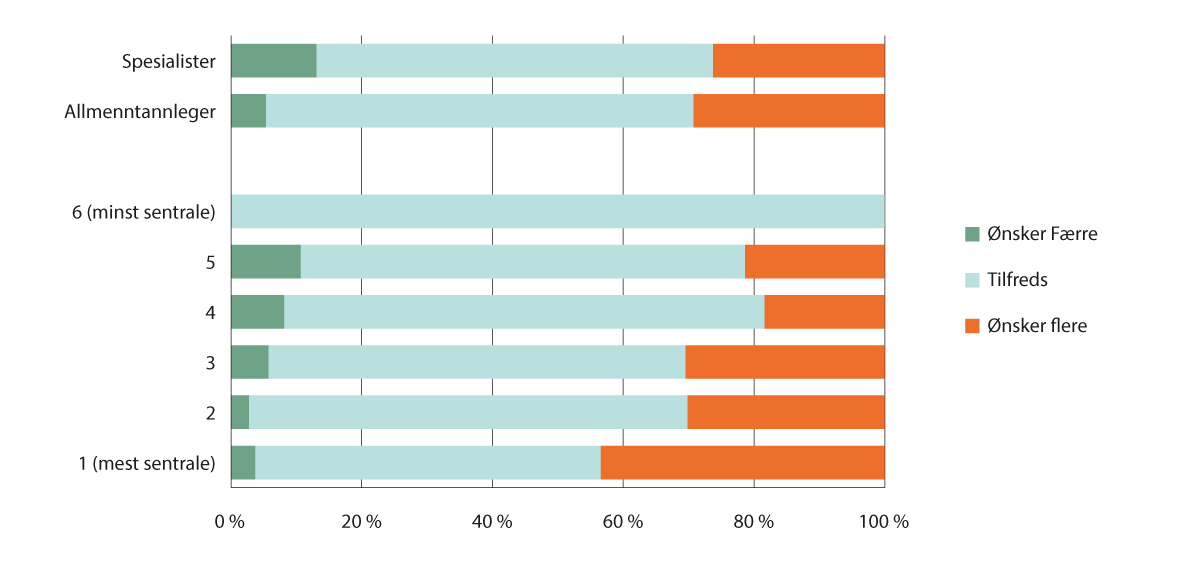 Spesialister
Allmenntannleger
6 (minst sentrale)
5
4
3
2
1 (mest sentrale)
0 %
20 %
40 %
60 %
80 %
100 %
Ønsker Færre
Tilfreds
Ønsker flere